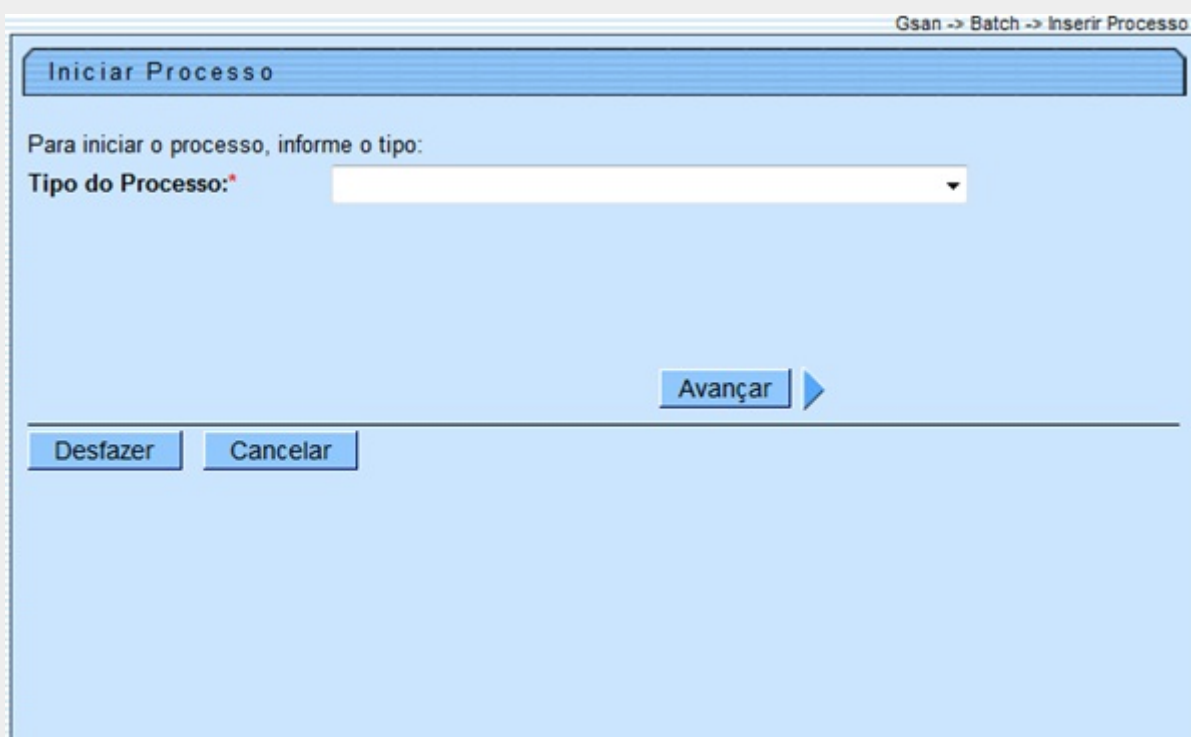 Gsan -> Batch -> Inserir Processo
Iniciar Processo
Para iniciar o processo, informe o tipo:
Tipo do Processo:*
Avançar
Desfazer Cancelar